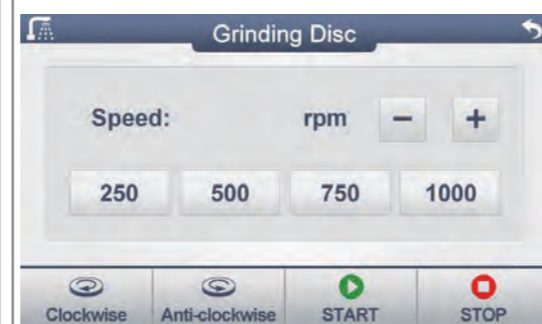 Grinding Disc
Speed: rpm − +
250 500 750 1000
Clockwise Anti-clockwise START STOP